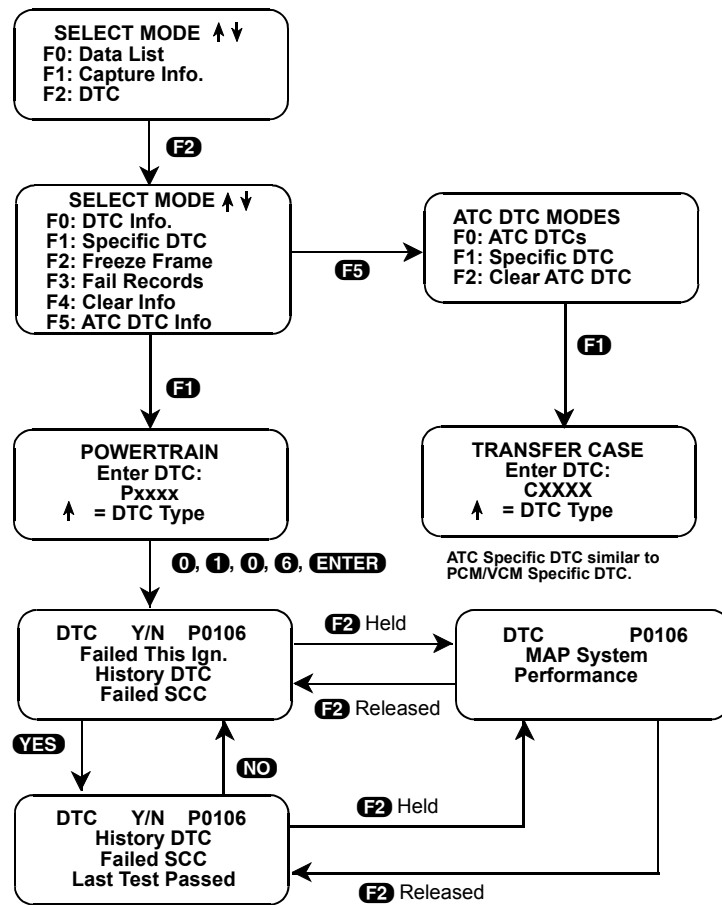 SELECT MODE
F0: Data List
F1: Capture Info.
F2: DTC
F2
SELECT MODE
F0: DTC Info.
F1: Specific DTC
F2: Freeze Frame
F3: Fail Records
F4: Clear Info
F5: ATC DTC Info
F5
ATC DTC MODES
F0: ATC DTCs
F1: Specific DTC
F2: Clear ATC DTC
F1
F1
POWERTRAIN
Enter DTC:
Pxxxx
= DTC Type
TRANSFER CASE
Enter DTC:
CXXXX
= DTC Type
0, 1, 0, 6, ENTER
ATC Specific DTC similar to
PCM/VCM Specific DTC.
DTC Y/N P0106
Failed This Ign.
History DTC
Failed SCC
F2 Held
F2 Released
DTC P0106
MAP System
Performance
YES
NO
DTC Y/N P0106
History DTC
Failed SCC
Last Test Passed
F2 Held
F2 Released